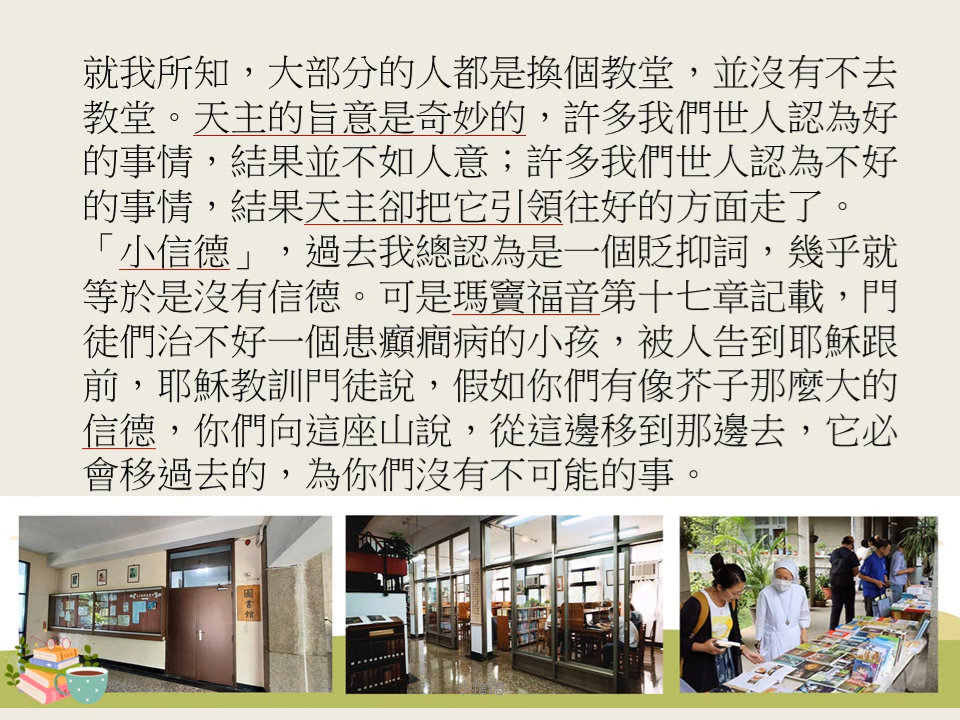 就我所知，大部分的人都是換個教堂，並沒有不去
教堂。天主的旨意是奇妙的，許多我們世人認為好
的事情，結果並不如人意；許多我們世人認為不好
的事情，結果天主卻把它引領往好的方面走了。
「小信德」，過去我總認為是一個貶抑詞，幾乎就
等於是沒有信德。可是瑪竇福音第十七章記載，門
徒們治不好一個患癲癇病的小孩，被人告到耶穌跟
前，耶穌教訓門徒說，假如你們有像芥子那麼大的
信德，你們向這座山說，從這邊移到那邊去，它必
會移過去的，為你們沒有不可能的事。
圖書館